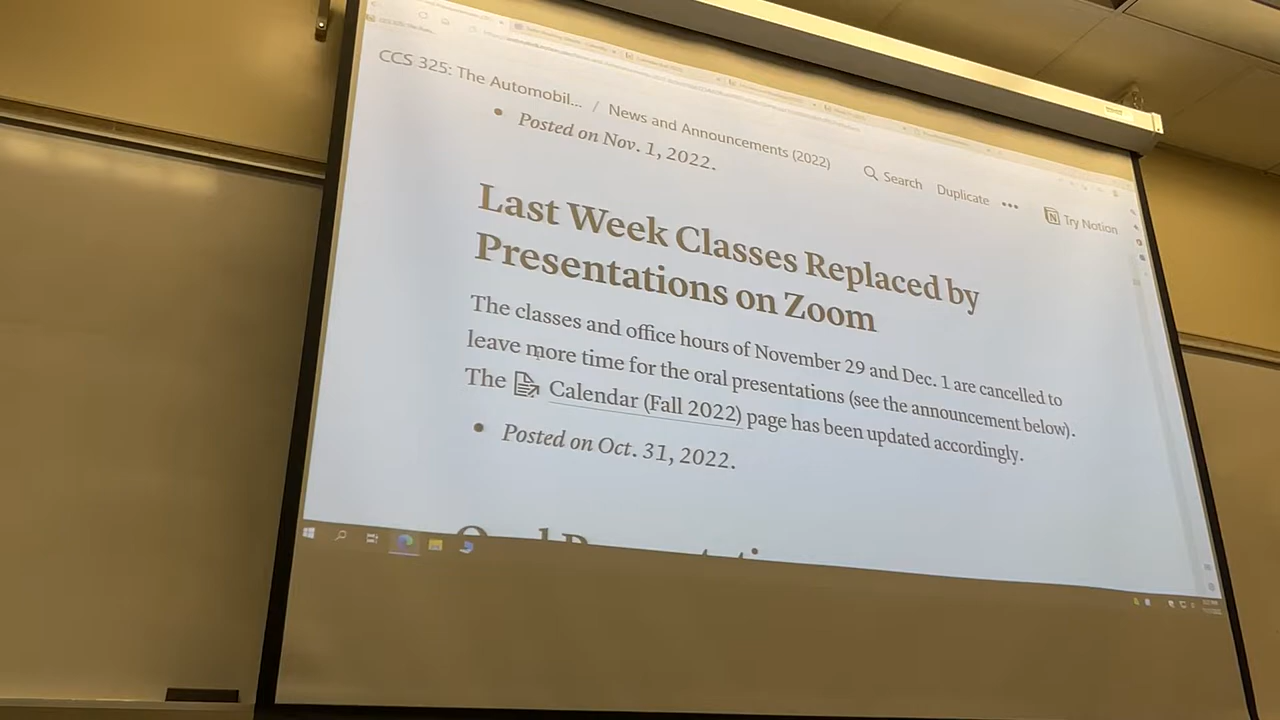 CCS 325: The Automobil... / News and Announcements (2022)
Search Duplicate ••• Try Notion
• Posted on Nov. 1, 2022.
Last Week Classes Replaced by
Presentations on Zoom
The classes and office hours of November 29 and Dec. 1 are cancelled to
leave more time for the oral presentations (see the announcement below).
The Calendar (Fall 2022) page has been updated accordingly.
• Posted on Oct. 31, 2022.